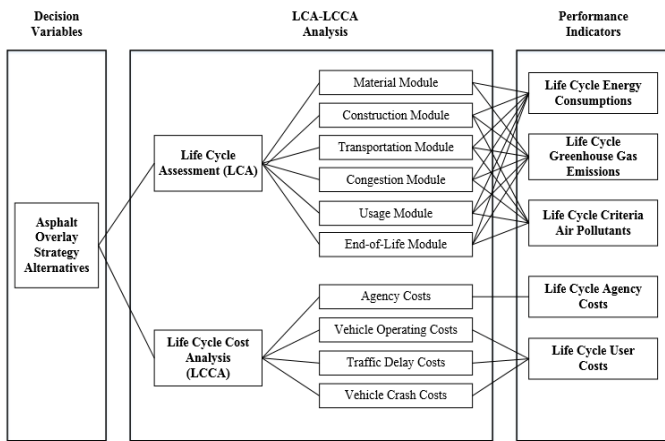 Decision
Variables
LCA-LCCA
Analysis
Performance
Indicators
Asphalt
Overlay
Strategy
Alternatives
Life Cycle
Assessment (LCA)
Life Cycle Cost
Analysis
(LCCA)
Material Module
Construction Module
Transportation Module
Congestion Module
Usage Module
End-of-Life Module
Agency Costs
Vehicle Operating Costs
Traffic Delay Costs
Vehicle Crash Costs
Life Cycle Energy
Consumptions
Life Cycle
Greenhouse Gas
Emissions
Life Cycle Criteria
Air Pollutants
Life Cycle Agency
Costs
Life Cycle User
Costs